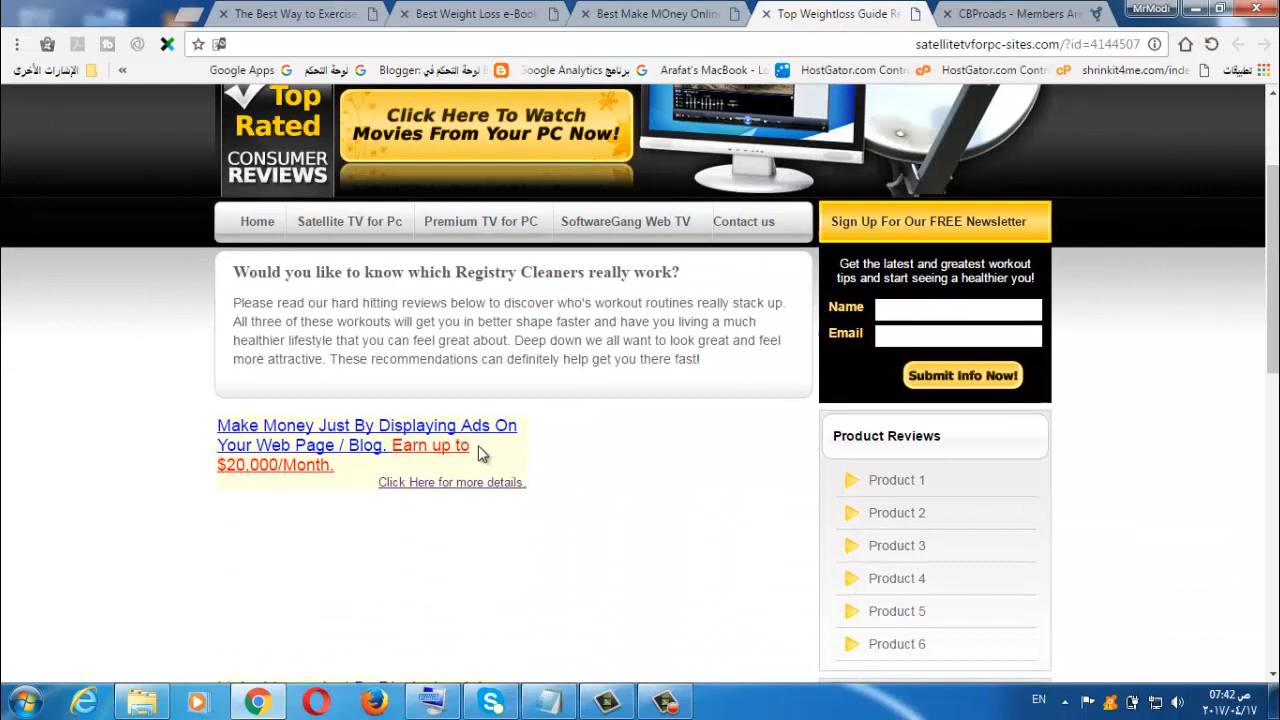 The Best Way to Exercise
Best Weight Loss e-Book
Best Make MOney Online
Top Weightloss Guide Re
CBProads - Members Are
MrModi
satellitetvforpc-sites.com/?id=4144507
الإشارات الأخرى
Google Apps
لوحة التحكم
Blogger: لوحة التحكم في
برنامج Google Analytics
Arafat's MacBook - Lo
HostGator.com Contr
HostGator.com Contr
shrinkit4me.com/inde
تطبيقات
Top
Rated
CONSUMER
REVIEWS
Click Here To Watch
Movies From Your PC Now!
Home
Satellite TV for Pc
Premium TV for PC
SoftwareGang Web TV
Contact us
Sign Up For Our FREE Newsletter
Would you like to know which Registry Cleaners really work?
Please read our hard hitting reviews below to discover who's workout routines really stack up.
All three of these workouts will get you in better shape faster and have you living a much
healthier lifestyle that you can feel great about. Deep down we all want to look great and feel
more attractive. These recommendations can definitely help get you there fast!
Get the latest and greatest workout
tips and start seeing a healthier you!
Name
Email
Submit Info Now!
Make Money Just By Displaying Ads On
Your Web Page / Blog. Earn up to
$20,000/Month.
Click Here for more details.
Product Reviews
Product 1
Product 2
Product 3
Product 4
Product 5
Product 6
EN
07:42 ص
٢٠١٧/٠٤/١٧